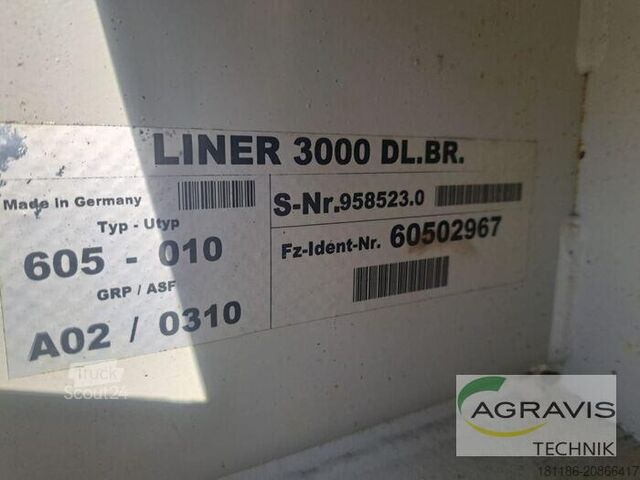 LINER 3000 DL.BR.
Made in Germany
Typ - Utyp
605 - 010
GRP / ASF
A02 / 0310
S-Nr.958523.0
Fz-Ident-Nr. 60502967
Truck
Scout24
AGRAVIS
TECHNIK
181186-20866417